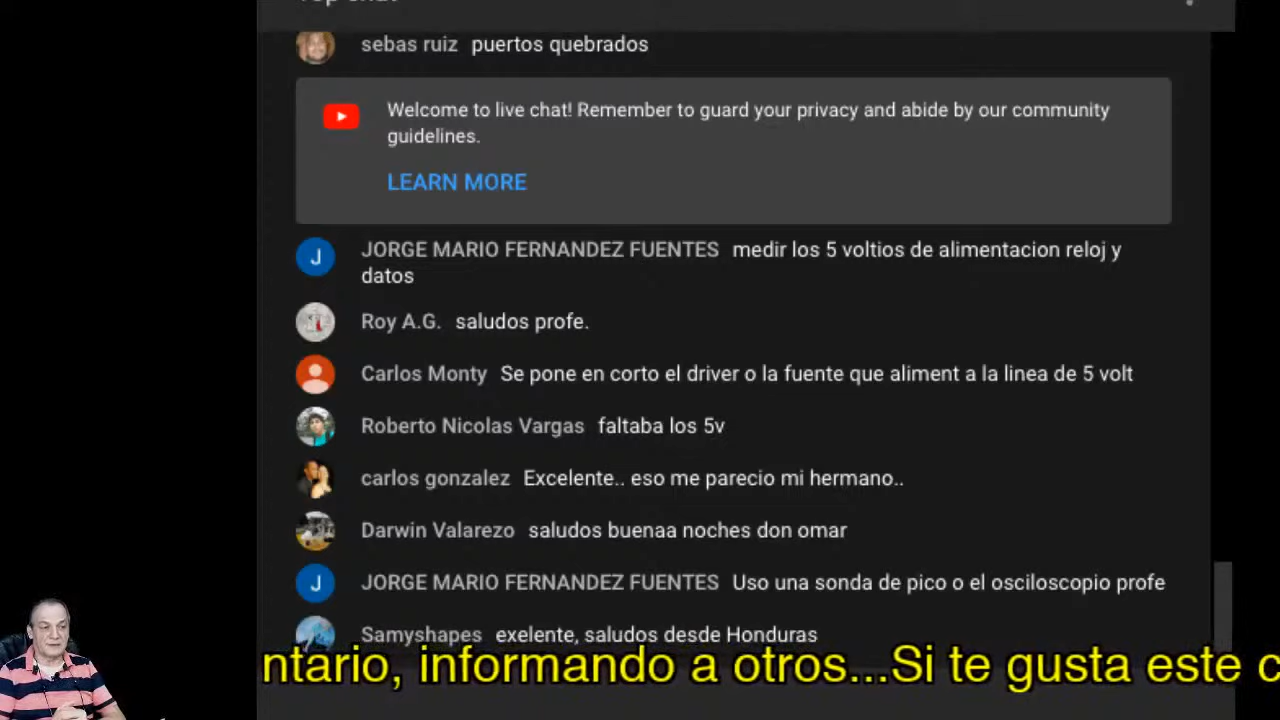 Top chat
sebas ruiz puertos quebrados
Welcome to live chat! Remember to guard your privacy and abide by our community
guidelines.
LEARN MORE
J JORGE MARIO FERNANDEZ FUENTES medir los 5 voltios de alimentacion reloj y
datos
Roy A.G. saludos profe.
Carlos Monty Se pone en corto el driver o la fuente que aliment a la linea de 5 volt
Roberto Nicolas Vargas faltaba los 5v
carlos gonzalez Excelente.. eso me parecio mi hermano..
Darwin Valarezo saludos buenaa noches don omar
J JORGE MARIO FERNANDEZ FUENTES Uso una sonda de pico o el osciloscopio profe
Samyshapes exelente, saludos desde Honduras
ntario, informando a otros...Si te gusta este c